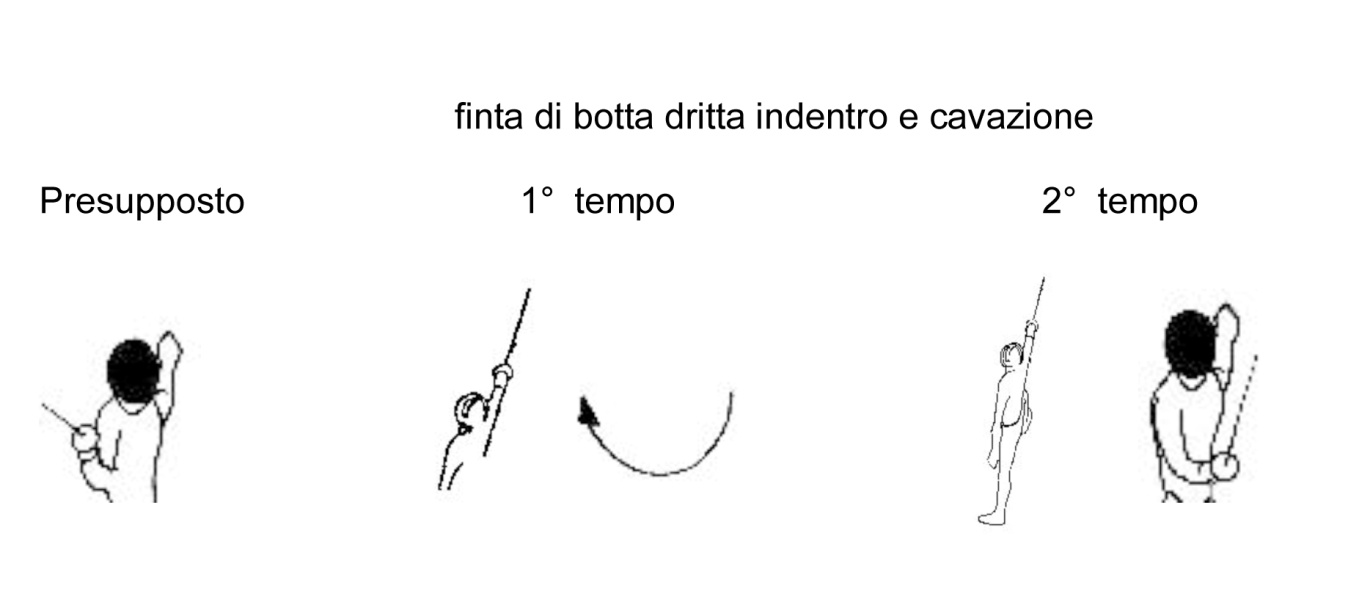 finta di botta dritta indentro e cavazione
Presupposto 1° tempo 2° tempo